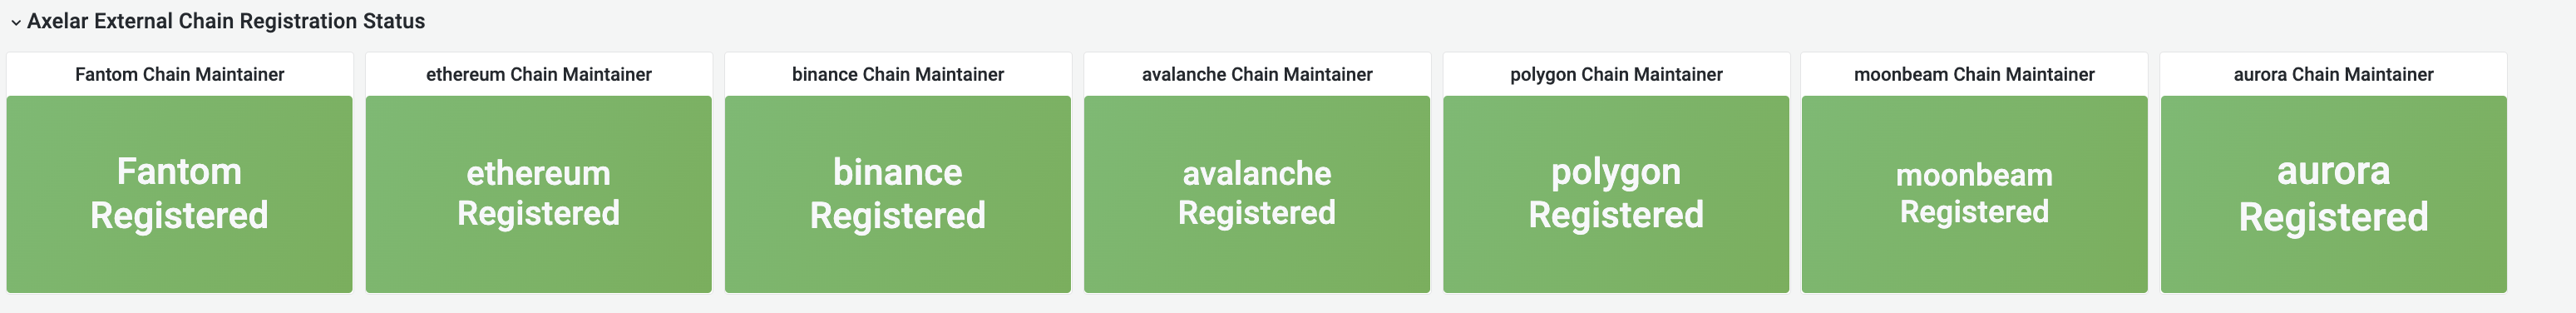 Axelar External Chain Registration Status
Fantom Chain Maintainer
Fantom
Registered
ethereum Chain Maintainer
ethereum
Registered
binance Chain Maintainer
binance
Registered
avalanche Chain Maintainer
avalanche
Registered
polygon Chain Maintainer
polygon
Registered
moonbeam Chain Maintainer
moonbeam
Registered
aurora Chain Maintainer
aurora
Registered